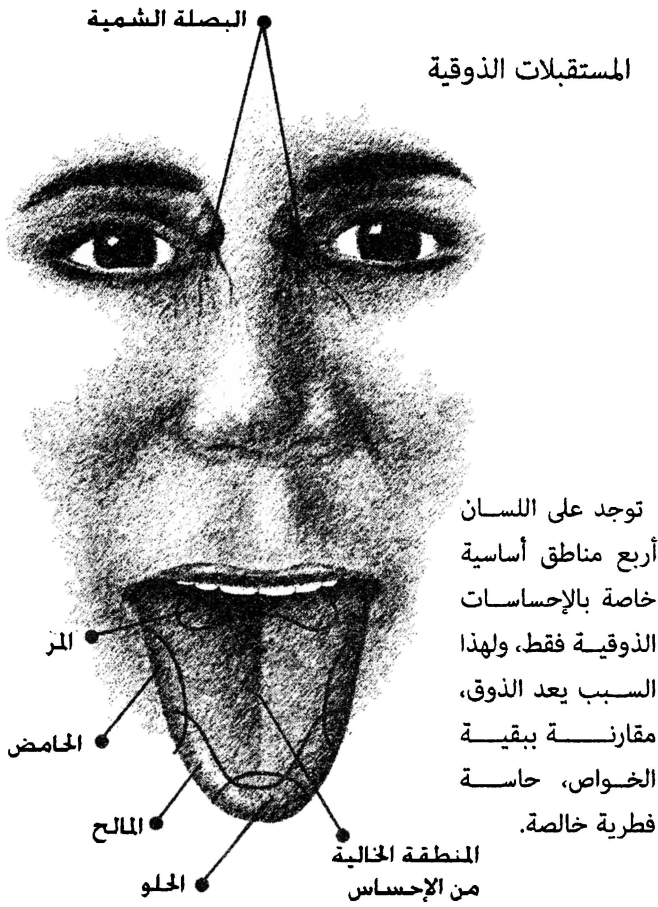 البصلة الشمية
المستقبلات الذوقية
توجد على اللسان
أربع مناطق أساسية
خاصة بالإحساسات
الذوقية فقط، ولهذا
السبب يعد الذوق،
مقارنة ببقية
الخواص، حاسة
فطرية خالصة.
المر
الحامض
المالح
الحلو
المنطقة الخالية
من الإحساس